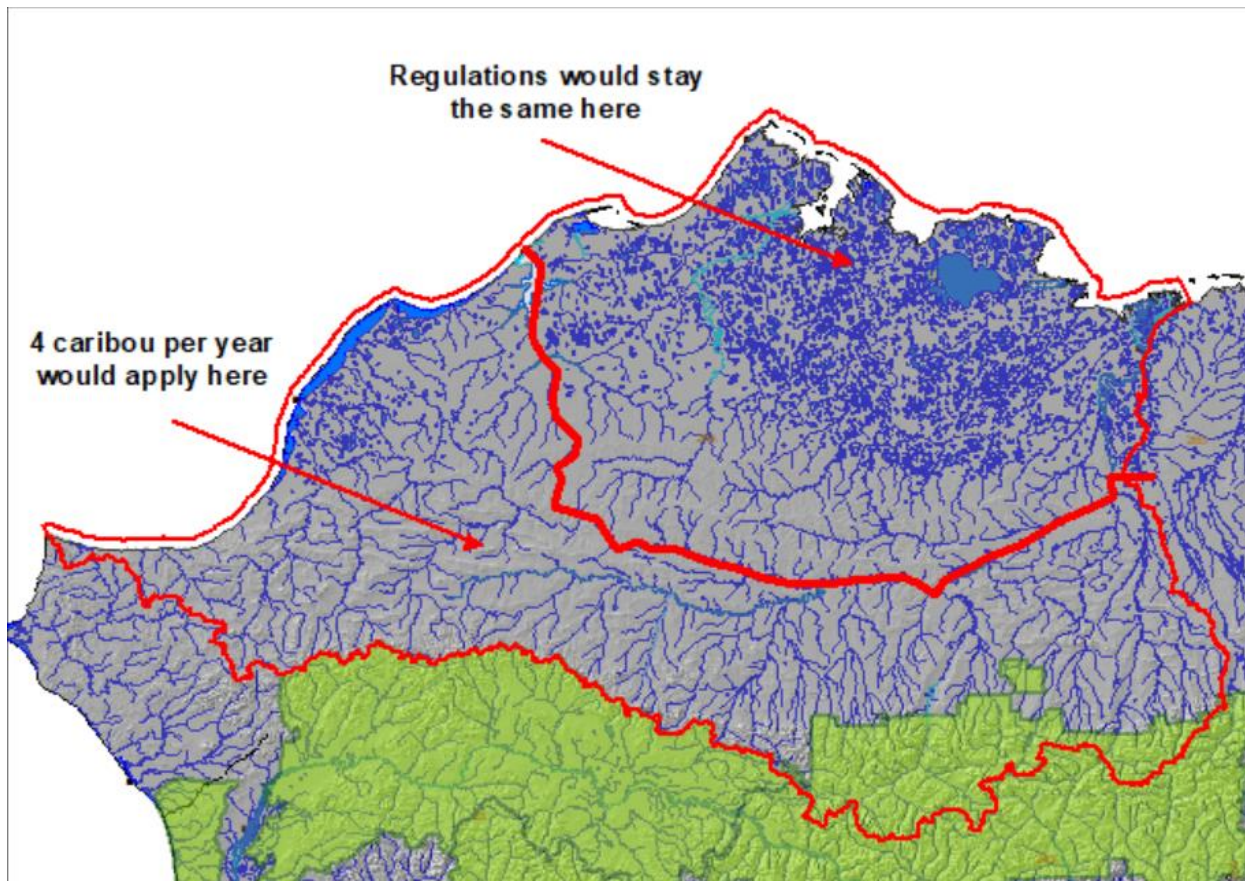 Regulations would stay
the same here
4 caribou per year
would apply here